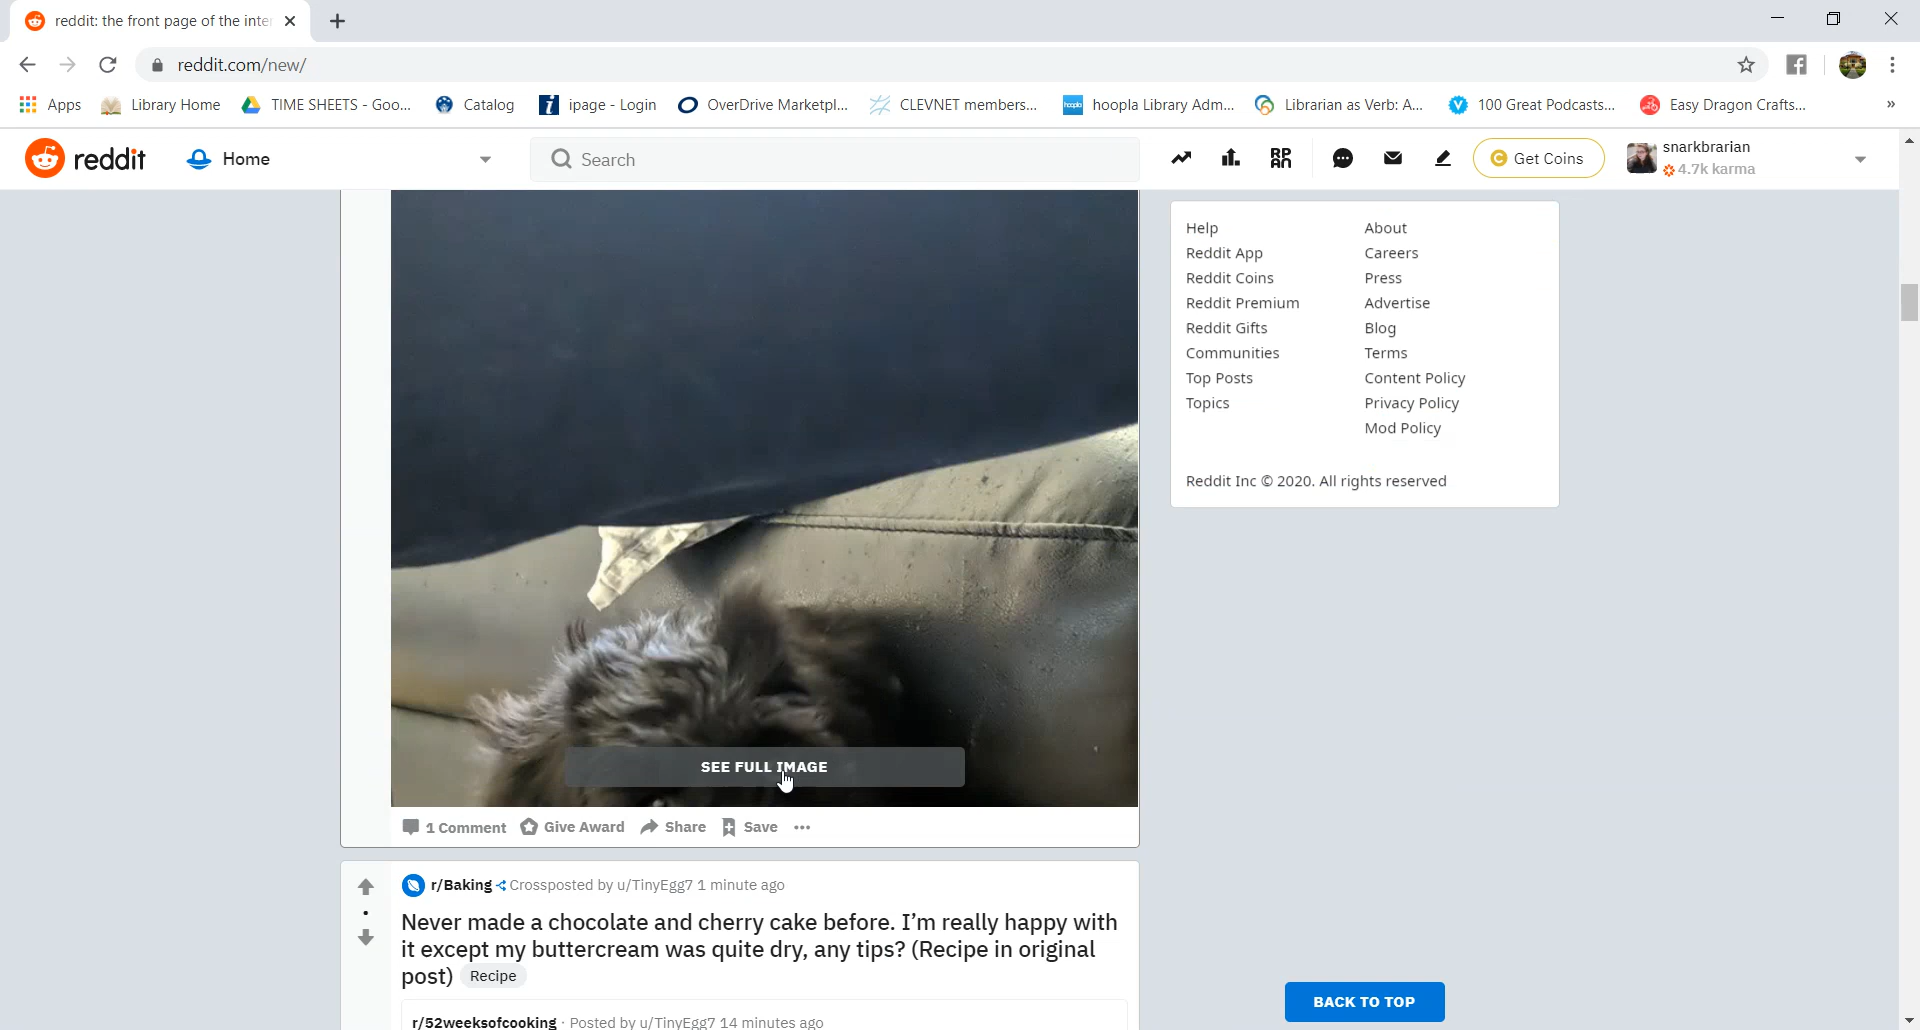 reddit: the front page of the inte
reddit.com/new/
Apps Library Home TIME SHEETS - Goo... Catalog ipage - Login OverDrive Marketpl... CLEVNET members... hoopla Library Adm... Librarian as Verb: A... 100 Great Podcasts... Easy Dragon Crafts... »
reddit Home Search Get Coins snarkbrarian
4.7k karma
Help About
Reddit App Careers
Reddit Coins Press
Reddit Premium Advertise
Reddit Gifts Blog
Communities Terms
Top Posts Content Policy
Topics Privacy Policy
Mod Policy
Reddit Inc © 2020. All rights reserved
SEE FULL IMAGE
1 Comment Give Award Share Save ...
r/Baking Crossposted by u/TinyEgg7 1 minute ago
Never made a chocolate and cherry cake before. I'm really happy with
it except my buttercream was quite dry, any tips? (Recipe in original
post) Recipe
r/52weeksofcooking · Posted by u/TinyEgg7 14 minutes ago
BACK TO TOP